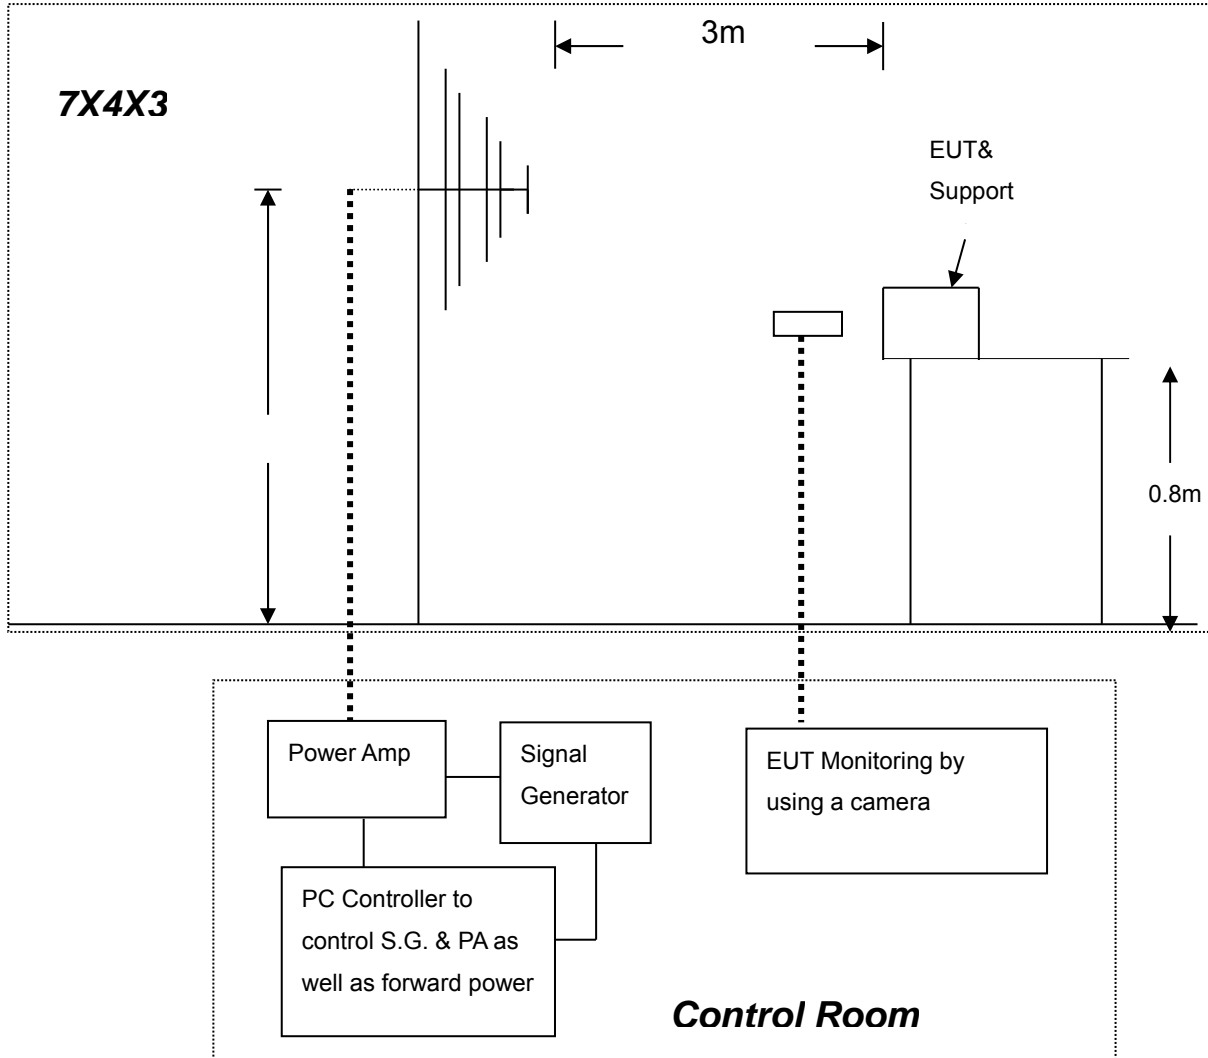 3m
7X4X3
EUT&
Support
0.8m
Power Amp
Signal
Generator
EUT Monitoring by
using a camera
PC Controller to
control S.G. & PA as
well as forward power
Control Room